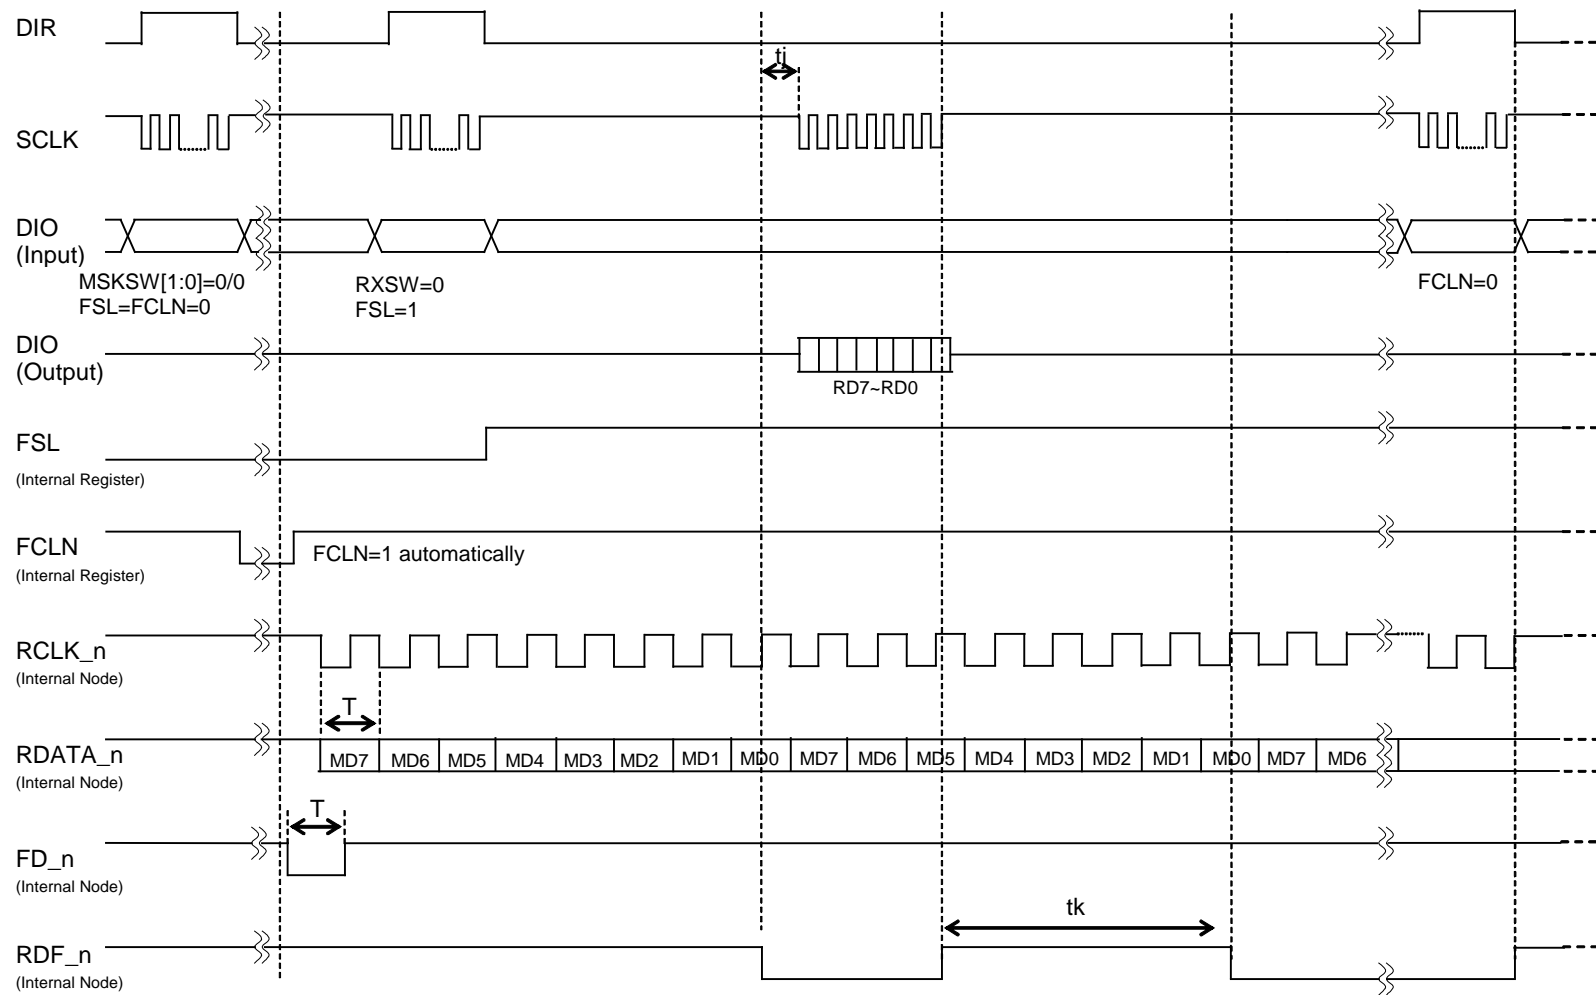 DIR
tj
SCLK
DIO
(Input)
MSKSW[1:0]=0/0
FSL=FCLN=0
RXSW=0
FSL=1
FCLN=0
DIO
(Output)
RD7~RD0
FSL
(Internal Register)
FCLN
(Internal Register)
FCLN=1 automatically
RCLK_n
(Internal Node)
T
RDATA_n
(Internal Node)
MD7 MD6 MD5 MD4 MD3 MD2 MD1 MD0 MD7 MD6 MD5 MD4 MD3 MD2 MD1 MD0 MD7 MD6
T
FD_n
(Internal Node)
tk
RDF_n
(Internal Node)